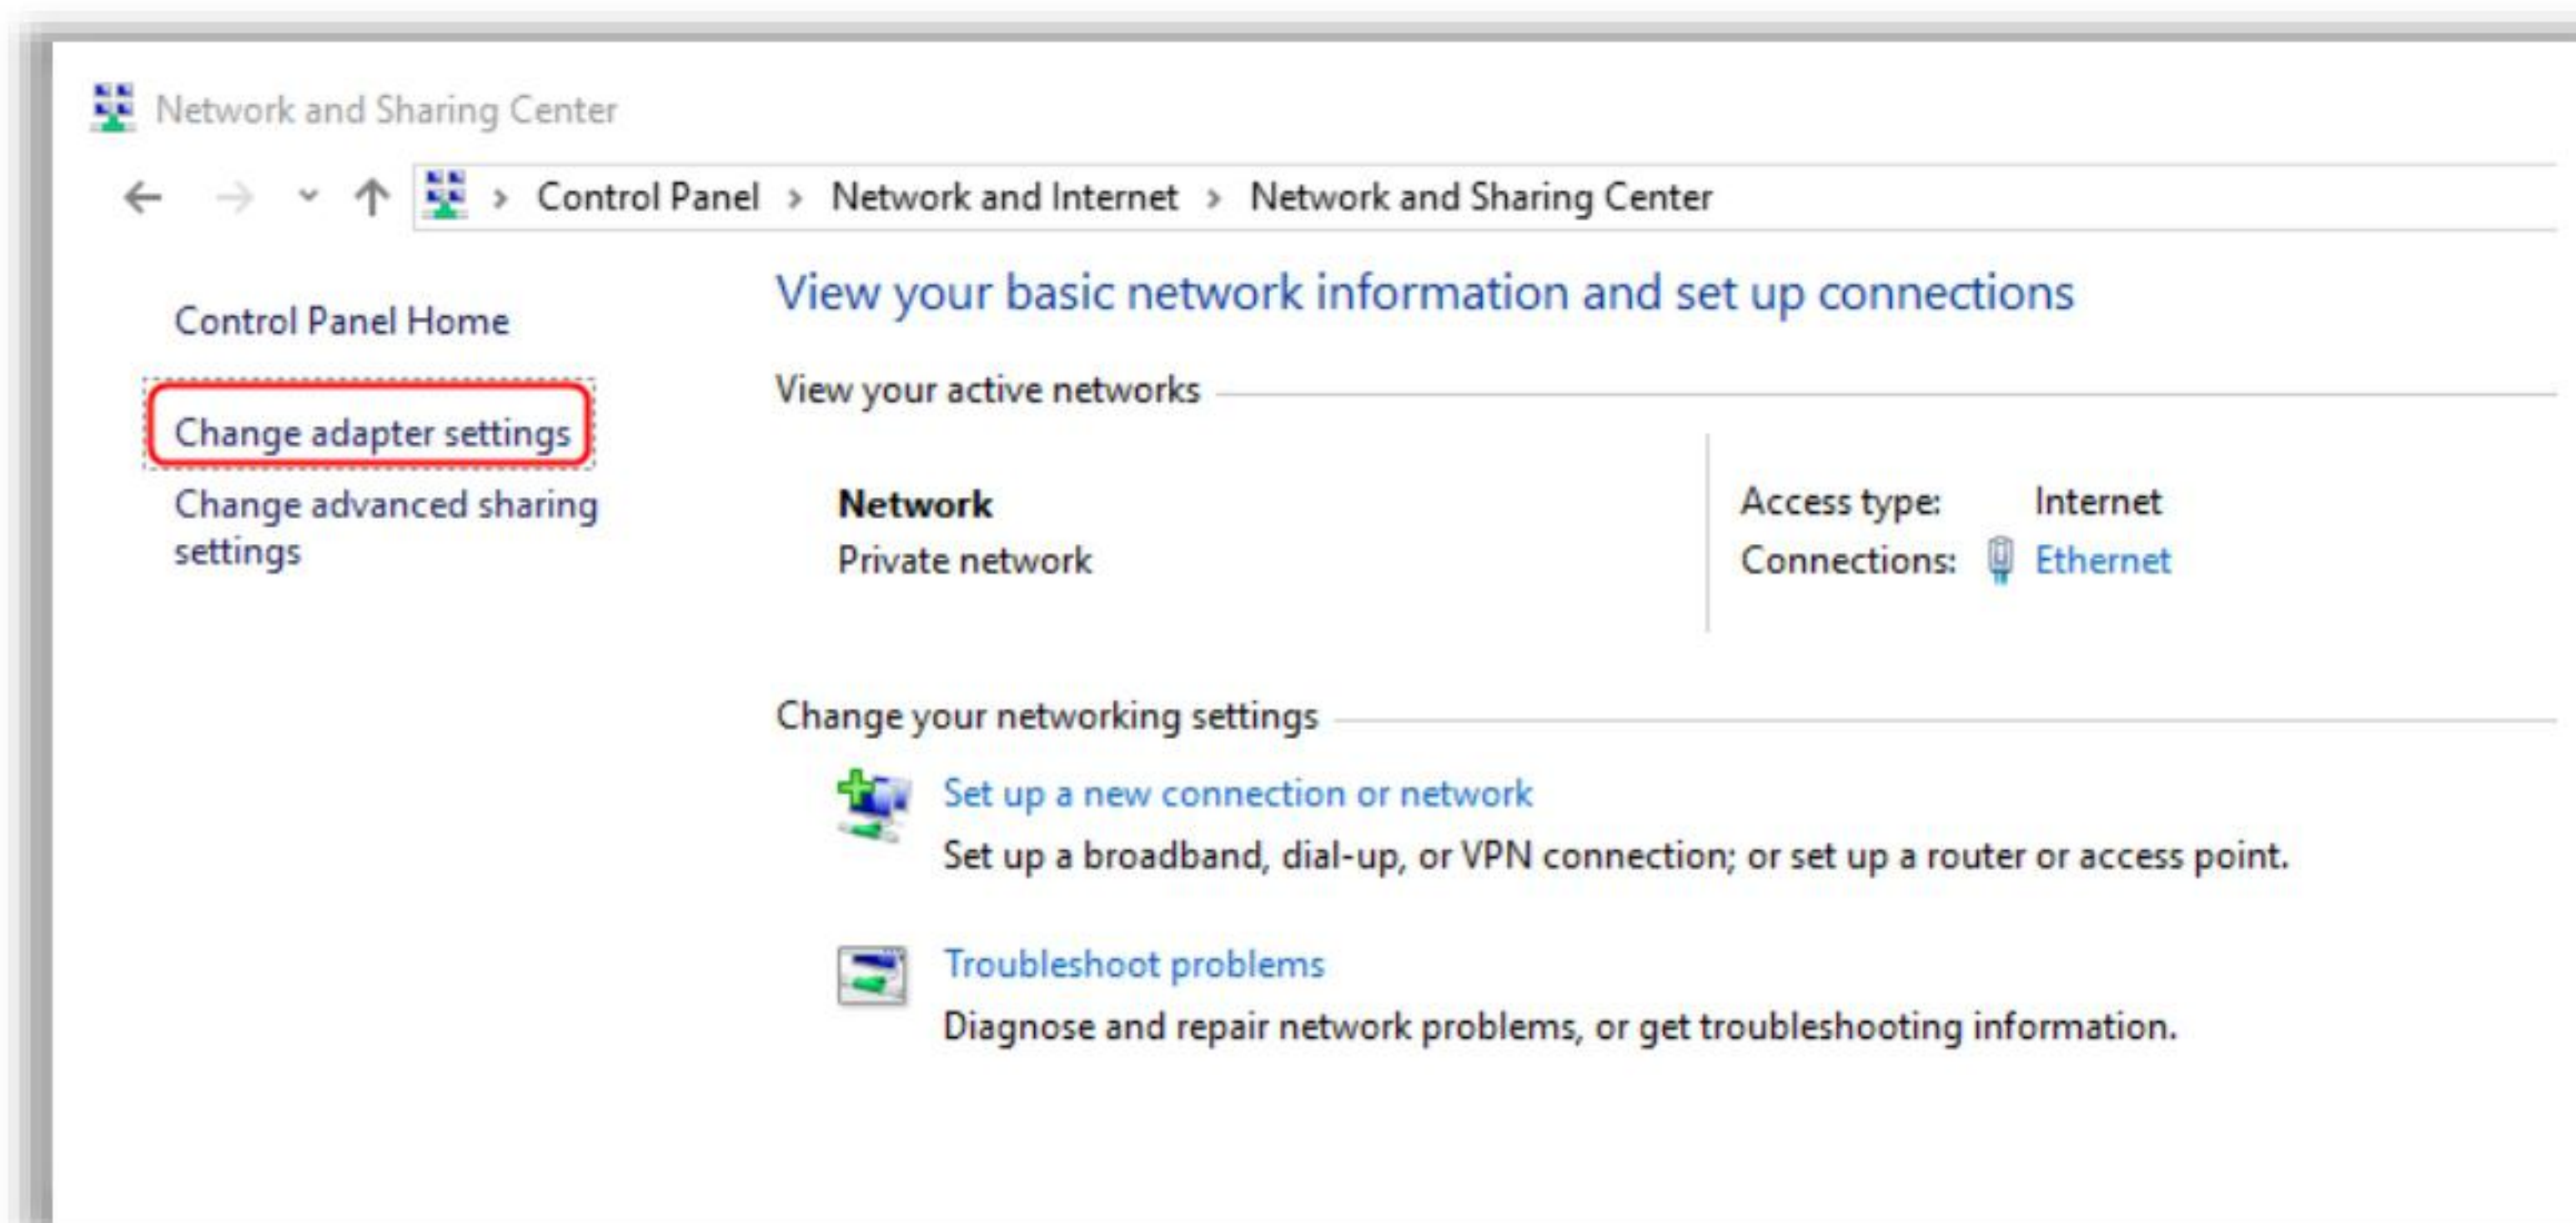 Network and Sharing Center
Control Panel > Network and Internet > Network and Sharing Center
Control Panel Home
Change adapter settings
Change advanced sharing
settings
View your basic network information and set up connections
View your active networks
Network
Private network
Access type: Internet
Connections: Ethernet
Change your networking settings
Set up a new connection or network
Set up a broadband, dial-up, or VPN connection; or set up a router or access point.
Troubleshoot problems
Diagnose and repair network problems, or get troubleshooting information.